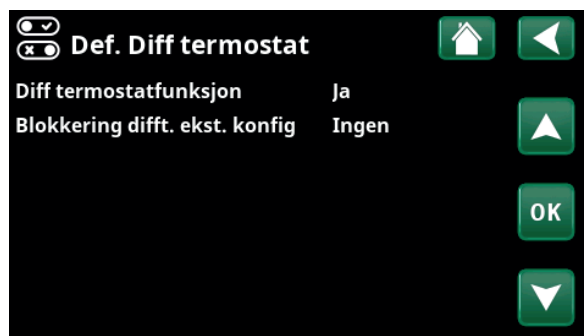 Def. Diff termostat
Diff termostatfunksjon Ja
Blokkering difft. ekst. konfig Ingen
OK